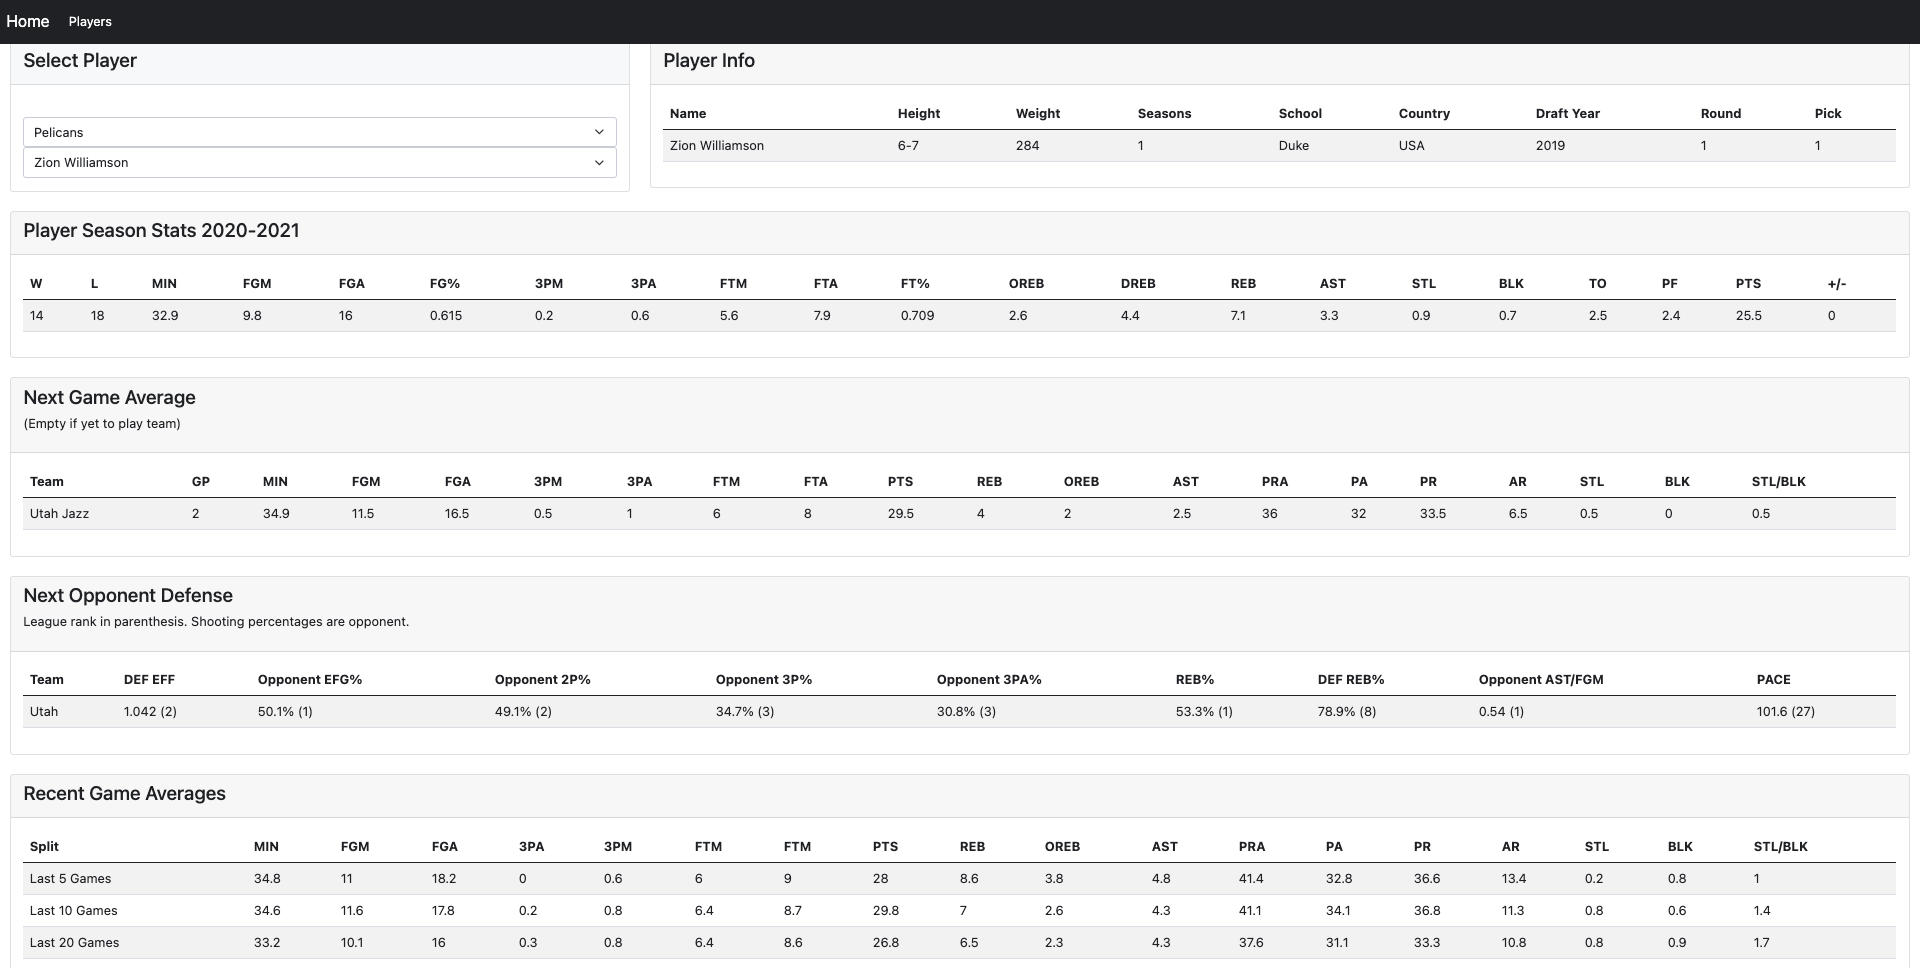 Home Players
Select Player
Pelicans
Zion Williamson
Player Info
Name Height Weight Seasons School Country Draft Year Round Pick
Zion Williamson 6-7 284 1 Duke USA 2019 1 1
Player Season Stats 2020-2021
W L MIN FGM FGA FG% 3PM 3PA FTM FTA FT% OREB DREB REB AST STL BLK TO PF PTS +/-
14 18 32.9 9.8 16 0.615 0.2 0.6 5.6 7.9 0.709 2.6 4.4 7.1 3.3 0.9 0.7 2.5 2.4 25.5 0
Next Game Average
(Empty if yet to play team)
Team GP MIN FGM FGA 3PM 3PA FTM FTA PTS REB OREB AST PRA PA PR AR STL BLK STL/BLK
Utah Jazz 2 34.9 11.5 16.5 0.5 1 6 8 29.5 4 2 2.5 36 32 33.5 6.5 0.5 0 0.5
Next Opponent Defense
League rank in parenthesis. Shooting percentages are opponent.
Team DEF EFF Opponent EFG% Opponent 2P% Opponent 3P% Opponent 3PA% REB% DEF REB% Opponent AST/FGM PACE
Utah 1.042 (2) 50.1% (1) 49.1% (2) 34.7% (3) 30.8% (3) 53.3% (1) 78.9% (8) 0.54 (1) 101.6 (27)
Recent Game Averages
Split MIN FGM FGA 3PA 3PM FTM FTM PTS REB OREB AST PRA PA PR AR STL BLK STL/BLK
Last 5 Games 34.8 11 18.2 0 0.6 6 9 28 8.6 3.8 4.8 41.4 32.8 36.6 13.4 0.2 0.8 1
Last 10 Games 34.6 11.6 17.8 0.2 0.8 6.4 8.7 29.8 7 2.6 4.3 41.1 34.1 36.8 11.3 0.8 0.6 1.4
Last 20 Games 33.2 10.1 16 0.3 0.8 6.4 8.6 26.8 6.5 2.3 4.3 37.6 31.1 33.3 10.8 0.8 0.9 1.7